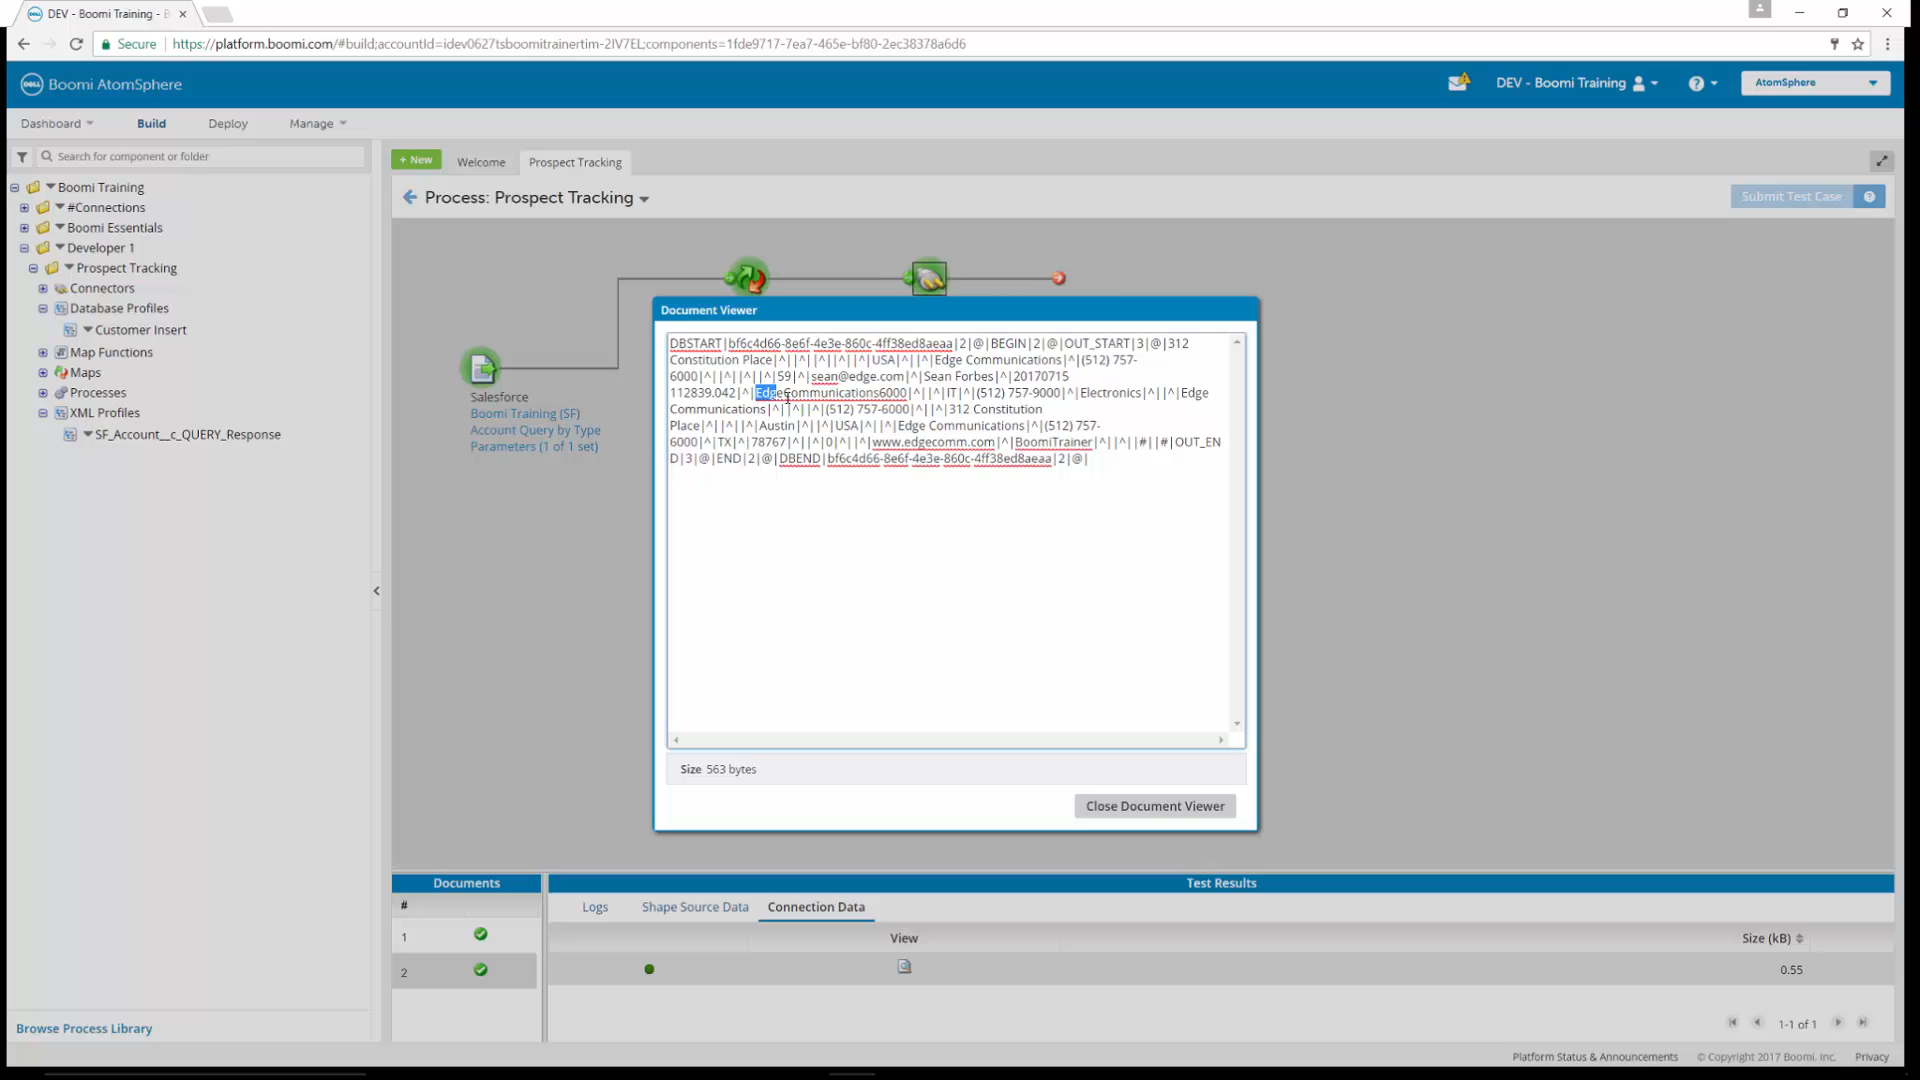 DEV - Boomi Training - B
Secure
https://platform.boomi.com/#build;accountId=idev0627tsboomitrainertim-2IV7EL;components=1fde9717-7ea7-465e-bf80-2ec38378a6d6
DELL
Boomi AtomSphere
DEV - Boomi Training
AtomSphere
Dashboard
Build
Deploy
Manage
Search for component or folder
+ New
Welcome
Prospect Tracking
Boomi Training
#Connections
Boomi Essentials
Developer 1
Prospect Tracking
Connectors
Database Profiles
Customer Insert
Map Functions
Maps
Processes
XML Profiles
SF_Account__c_QUERY_Response
Browse Process Library
Process: Prospect Tracking
Submit Test Case
Salesforce
Boomi Training (SF)
Account Query by Type
Parameters (1 of 1 set)
Document Viewer
DBSTART|bf6c4d66-8e6f-4e3e-860c-4ff38ed8aeaa|2|@|BEGIN|2|@|OUT_START|3|@|312
Constitution Place|^||^||^||^||^|USA|^||^|Edge Communications|^|(512) 757-
6000|^||^||^||^|59|^|sean@edge.com|^|Sean Forbes|^|20170715
112839.042|^|EdgeCommunications6000|^||^|IT|^|(512) 757-9000|^|Electronics|^||^|Edge
Communications|^||^||^|(512) 757-6000|^||^|312 Constitution
Place|^||^||^|Austin|^||^|USA|^||^|Edge Communications|^|(512) 757-
6000|^|TX|^|78767|^||^|0|^||^|www.edgecomm.com|^|BoomiTrainer|^||^||#||#|OUT_EN
D|3|@|END|2|@|DBEND|bf6c4d66-8e6f-4e3e-860c-4ff38ed8aeaa|2|@|
Size 563 bytes
Close Document Viewer
Documents
#
1
2
Test Results
Logs
Shape Source Data
Connection Data
View
Size (kB)
0.55
1-1 of 1
Platform Status & Announcements
© Copyright 2017 Boomi, Inc.
Privacy